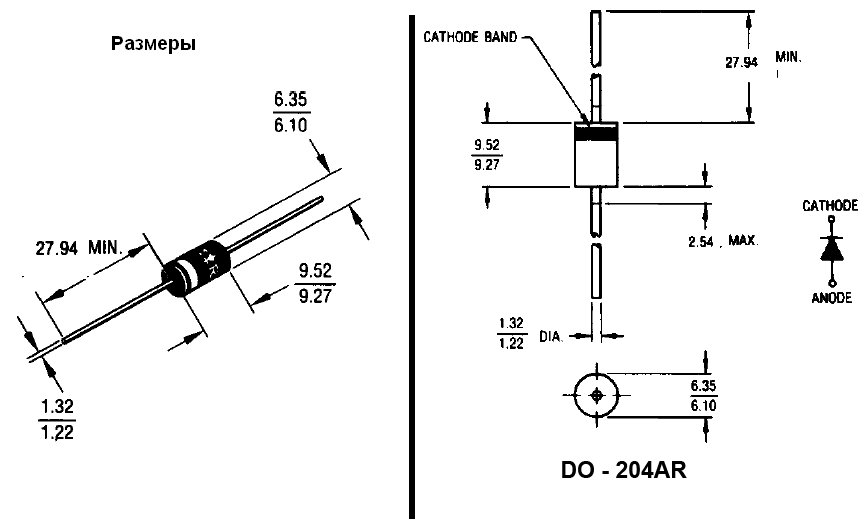 Размеры
6.35
6.10
27.94 MIN.
9.52
9.27
1.32
1.22
CATHODE BAND
27.94 MIN.
9.52
9.27
2.54 MAX.
CATHODE
ANODE
1.32
1.22 DIA.
6.35
6.10
DO - 204AR